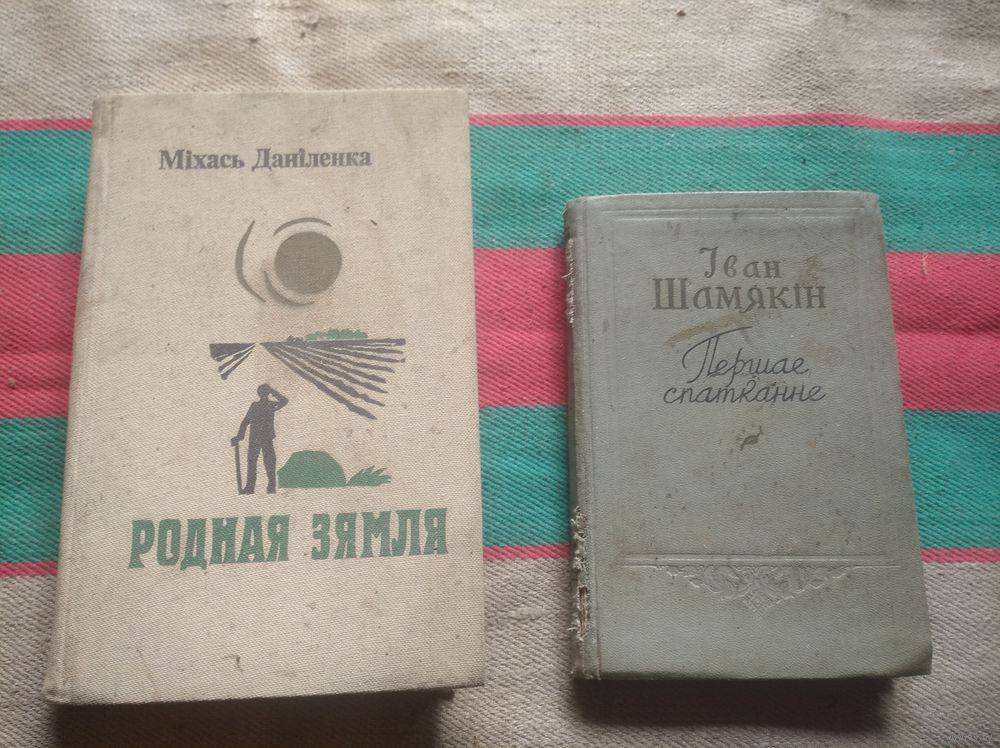 Міхась Даніленка
РОДНАЯ ЗЯМЛЯ
Іван
Шамякін
Першае
спатканне